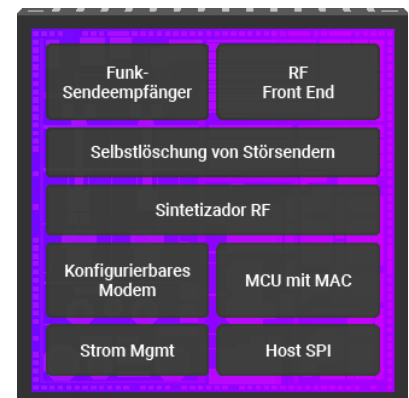 Funk-
Sendeempfänger
RF
Front End
Selbstlöschung von Störsendern
Sintetizador RF
Konfigurierbares
Modem
MCU mit MAC
Strom Mgmt
Host SPI